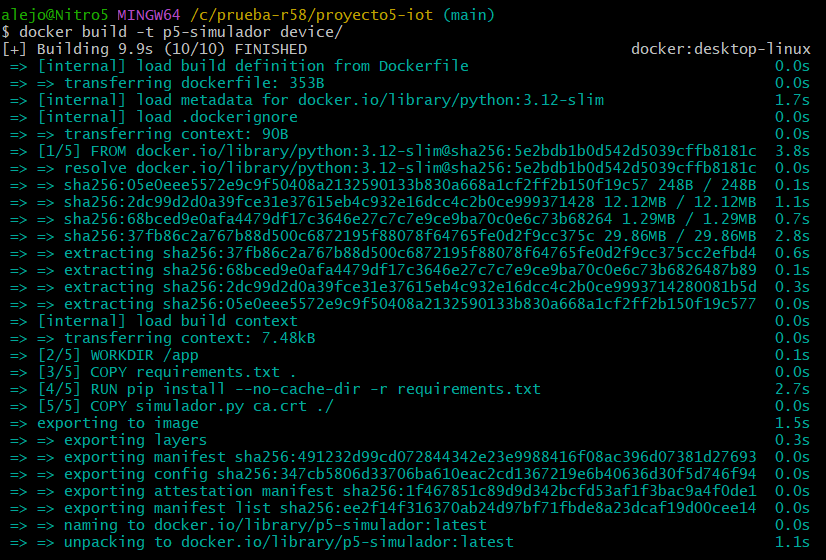 alejo@Nitro5 MINGW64 /c/prueba-r58/proyecto5-iot (main)
$ docker build -t p5-simulador device/
[+] Building 9.9s (10/10) FINISHED docker:desktop-linux
=> [internal] load build definition from Dockerfile 0.0s
=> => transferring dockerfile: 353B 0.0s
=> [internal] load metadata for docker.io/library/python:3.12-slim 1.7s
=> [internal] load .dockerignore 0.0s
=> => transferring context: 90B 0.0s
=> [1/5] FROM docker.io/library/python:3.12-slim@sha256:5e2bdb1b0d542d5039cffb8181c 3.8s
=> => resolve docker.io/library/python:3.12-slim@sha256:5e2bdb1b0d542d5039cffb8181c 0.0s
=> => sha256:05e0eee5572e9c9f50408a2132590133b830a668a1cf2ff2b150f19c57 248B / 248B 0.1s
=> => sha256:2dc99d2d0a39fce31e37615eb4c932e16dcc4c2b0ce999371428 12.12MB / 12.12MB 1.1s
=> => sha256:68bced9e0afa4479df17c3646e27c7c7e9ce9ba70c0e6c73b68264 1.29MB / 1.29MB 0.7s
=> => sha256:37fb86c2a767b88d500c6872195f88078f64765fe0d2f9cc375c 29.86MB / 29.86MB 2.8s
=> => extracting sha256:37fb86c2a767b88d500c6872195f88078f64765fe0d2f9cc375cc2efbd4 0.6s
=> => extracting sha256:68bced9e0afa4479df17c3646e27c7c7e9ce9ba70c0e6c73b6826487b89 0.1s
=> => extracting sha256:2dc99d2d0a39fce31e37615eb4c932e16dcc4c2b0ce9993714280081b5d 0.3s
=> => extracting sha256:05e0eee5572e9c9f50408a2132590133b830a668a1cf2ff2b150f19c577 0.0s
=> [internal] load build context 0.0s
=> => transferring context: 7.48kB 0.0s
=> [2/5] WORKDIR /app 0.1s
=> [3/5] COPY requirements.txt . 0.0s
=> [4/5] RUN pip install --no-cache-dir -r requirements.txt 2.7s
=> [5/5] COPY simulador.py ca.crt ./ 0.0s
=> exporting to image 1.5s
=> => exporting layers 0.3s
=> => exporting manifest sha256:491232d99cd072844342e23e9988416f08ac396d07381d27693 0.0s
=> => exporting config sha256:347cb5806d33706ba610eac2cd1367219e6b40636d30f5d746f94 0.0s
=> => exporting attestation manifest sha256:1f467851c89d9d342bcfd53af1f3bac9a4f0de1 0.0s
=> => exporting manifest list sha256:ee2f14f316370ab24d97bf71fbde8a23dcaf19d00cee14 0.0s
=> => naming to docker.io/library/p5-simulador:latest 0.0s
=> => unpacking to docker.io/library/p5-simulador:latest 1.1s